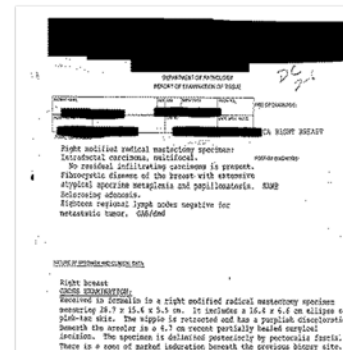 DC
DEPARTMENT OF PATHOLOGY
REPORT OF EXAMINATION OF TISSUE
CA RIGHT BREAST
Right modified radical mastectomy specimen:
Intraductal carcinoma, multifocal.
No residual infiltrating carcinoma is present.
Fibrocystic disease of the breast with extensive
atypical apocrine metaplasia and papillomatosis. SAME
Sclerosing adenosis.
Eighteen regional lymph nodes negative for
metastatic tumor.
NATURE OF SPECIMEN AND CLINICAL DATA:
Right breast
GROSS EXAMINATION:
Received in formalin is a right modified radical mastectomy specimen
measuring 28.7 x 15.6 x 5.5 cm. It includes a 16.8 x 6.6 cm ellipse o
pink-tan skin. The nipple is retracted and has a purplish discolorati
beneath the areolar is a 4.7 cm recent partially healed surgical
incision. The specimen is delimited posteriorly by pectoralis fascia.
There is a zone of marked induration beneath the previous biopsy site.